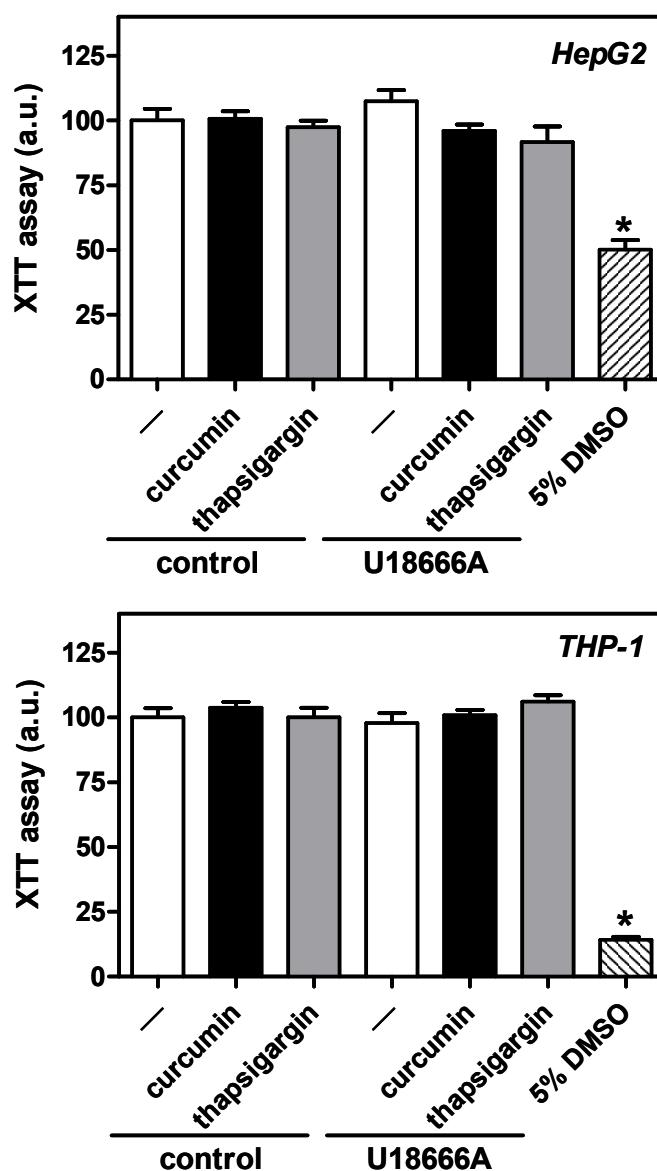 HepG2
XTT assay (a.u.)
125
100
75
50
25
0
*
curcumin
thapsigargin
curcumin
thapsigargin
5% DMSO
control
U18666A
THP-1
XTT assay (a.u.)
125
100
75
50
25
0
*
curcumin
thapsigargin
curcumin
thapsigargin
5% DMSO
control
U18666A